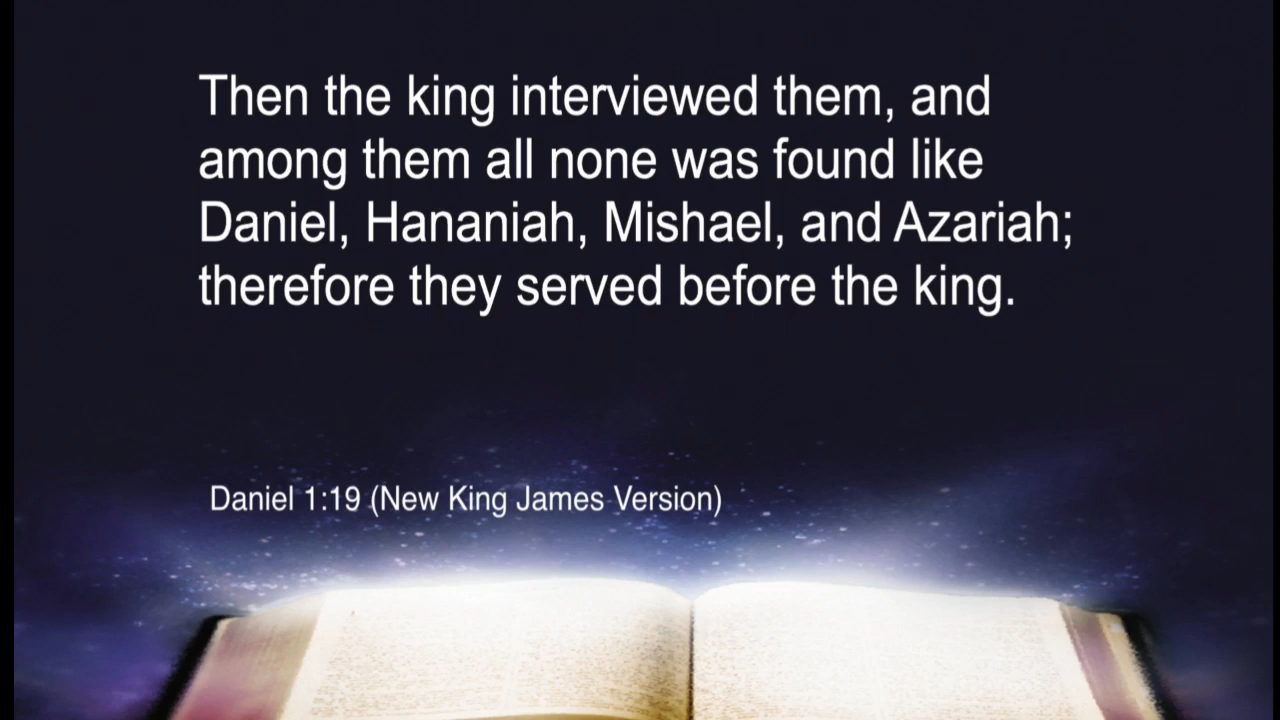 Then the king interviewed them, and
among them all none was found like
Daniel, Hananiah, Mishael, and Azariah;
therefore they served before the king.
Daniel 1:19 (New King James Version)